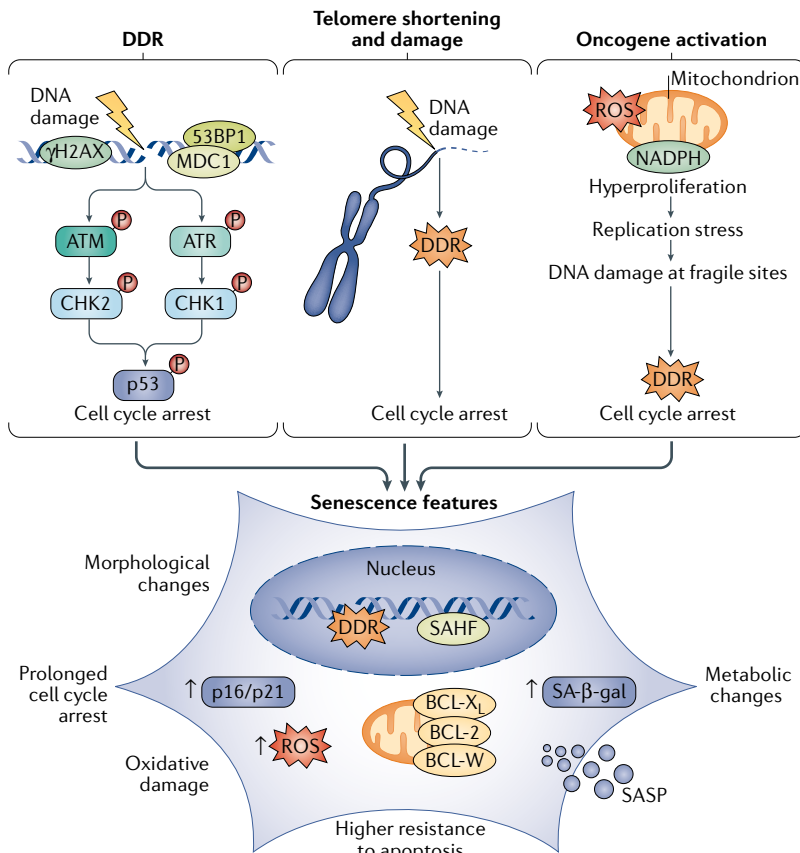 DDR
Telomere shortening
and damage
Oncogene activation
DNA
damage
γH2AX
53BP1
MDC1
P
ATM
P
ATR
P
CHK2
P
CHK1
P
p53
Cell cycle arrest
DNA
damage
DDR
Cell cycle arrest
Mitochondrion
ROS
NADPH
Hyperproliferation
Replication stress
DNA damage at fragile sites
DDR
Cell cycle arrest
Senescence features
Morphological
changes
Nucleus
DDR
SAHF
Prolonged
cell cycle
arrest
↑ p16/p21
↑ SA-β-gal
Metabolic
changes
BCL-XL
BCL-2
BCL-W
↑ ROS
Oxidative
damage
SASP
Higher resistance
to apoptosis